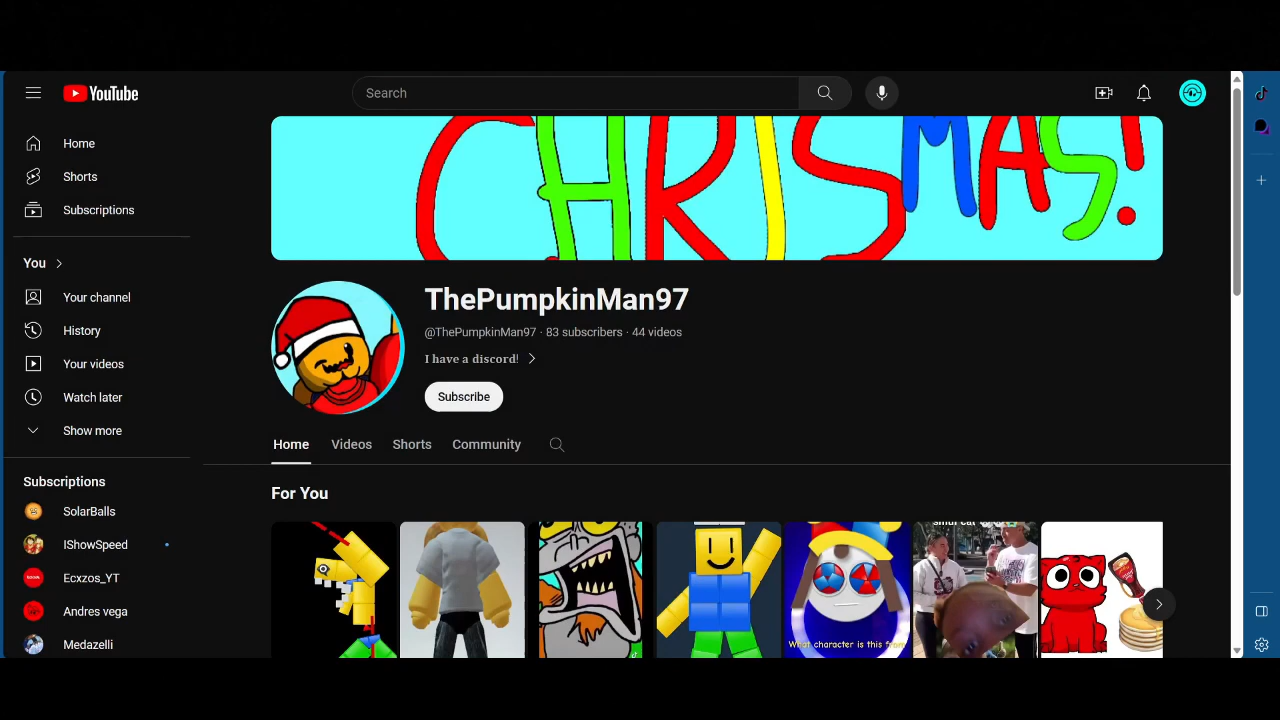 YouTube
Search
CHRISMAS!
Home
Shorts
Subscriptions
You
Your channel
History
Your videos
Watch later
Show more
Subscriptions
SolarBalls
IShowSpeed
Ecxzos_YT
Andres vega
Medazelli
ThePumpkinMan97
@ThePumpkinMan97 · 83 subscribers · 44 videos
I have a discord!
Subscribe
Home
Videos
Shorts
Community
For You
What character is this